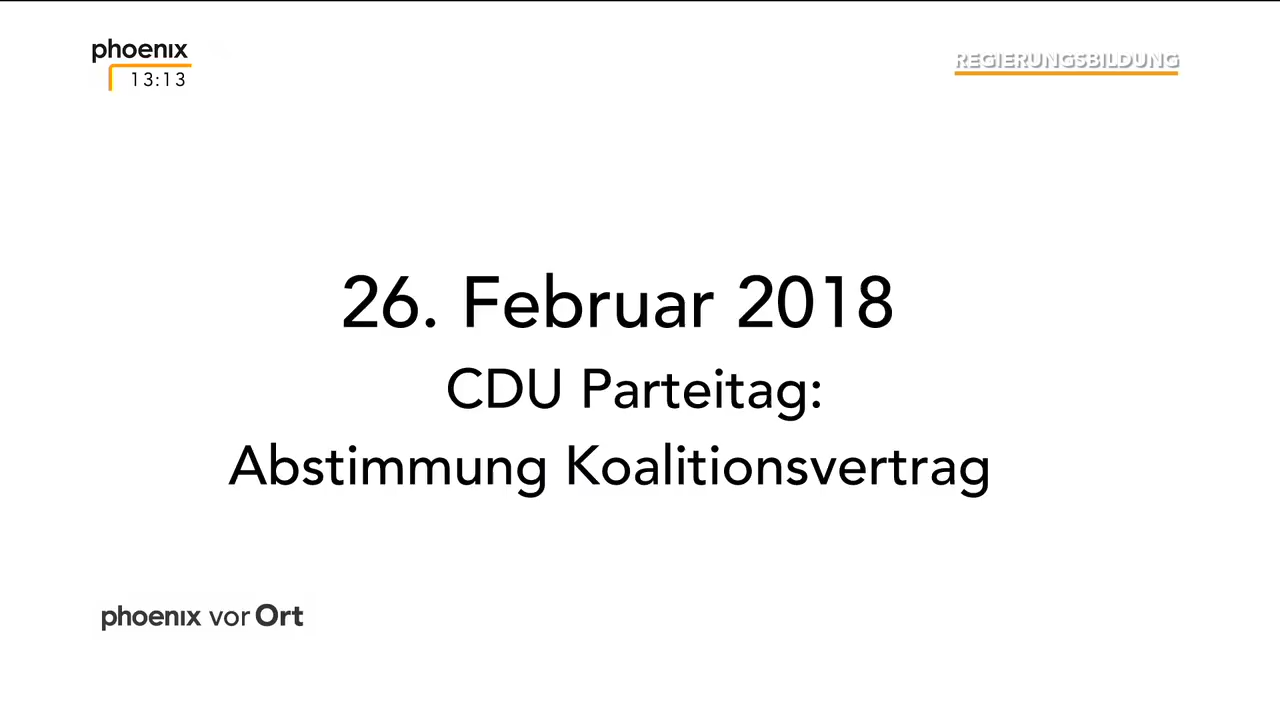 phoenix
13:13
REGIERUNGSBILDUNG
26. Februar 2018
CDU Parteitag:
Abstimmung Koalitionsvertrag
phoenix vor Ort